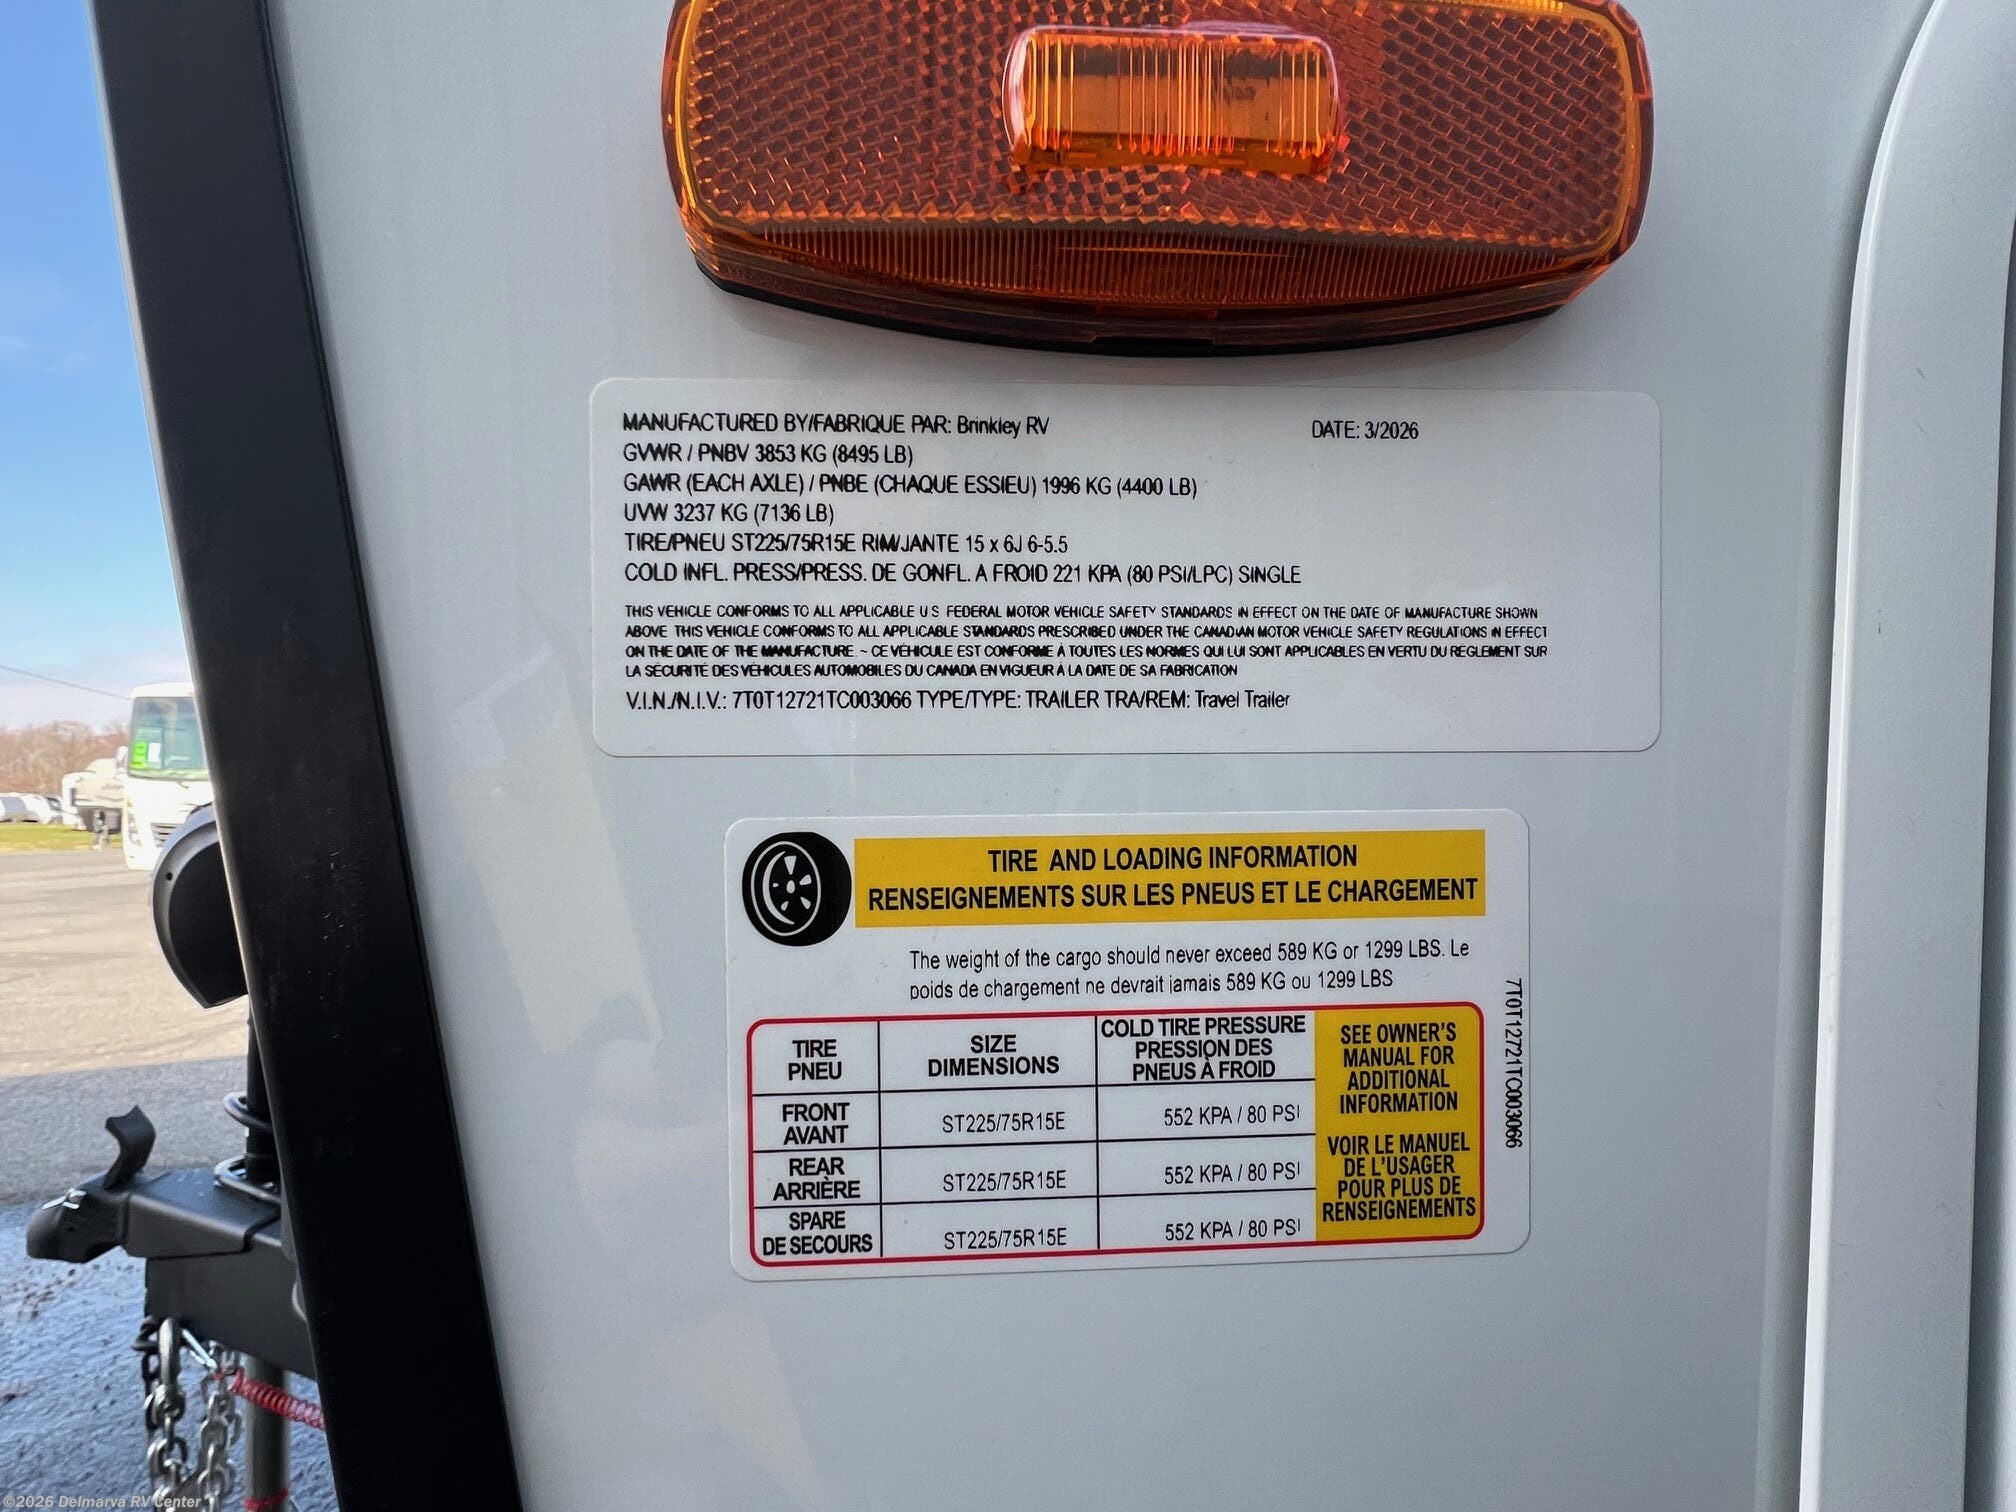 MANUFACTURED BY/FABRIQUE PAR: Brinkley RV DATE: 3/2026
GVWR / PNBV 3853 KG (8495 LB)
GAWR (EACH AXLE) / PNBE (CHAQUE ESSIEU) 1996 KG (4400 LB)
UVW 3237 KG (7136 LB)
TIRE/PNEU ST225/75R15E RIM/JANTE 15 x 6J 6-5.5
COLD INFL. PRESS/PRESS. DE GONFL. A FROID 221 KPA (80 PSI/LPC) SINGLE
THIS VEHICLE CONFORMS TO ALL APPLICABLE U S FEDERAL MOTOR VEHICLE SAFETY STANDARDS IN EFFECT ON THE DATE OF MANUFACTURE SHOWN
ABOVE THIS VEHICLE CONFORMS TO ALL APPLICABLE STANDARDS PRESCRIBED UNDER THE CANADIAN MOTOR VEHICLE SAFETY REGULATIONS IN EFFECT
ON THE DATE OF THE MANUFACTURE. ~ CE VÉHICULE EST CONFORME À TOUTES LES NORMES QUI LUI SONT APPLICABLES EN VERTU DU RÈGLEMENT SUR
LA SÉCURITÉ DES VÉHICULES AUTOMOBILES DU CANADA EN VIGUEUR À LA DATE DE SA FABRICATION
V.I.N./N.I.V.: 7T0T12721TC003066 TYPE/TYPE: TRAILER TRA/REM: Travel Trailer
TIRE AND LOADING INFORMATION
RENSEIGNEMENTS SUR LES PNEUS ET LE CHARGEMENT
The weight of the cargo should never exceed 589 KG or 1299 LBS. Le
poids de chargement ne devrait jamais 589 KG ou 1299 LBS
TIRE
PNEU
SIZE
DIMENSIONS
COLD TIRE PRESSURE
PRESSION DES
PNEUS À FROID
FRONT
AVANT
ST225/75R15E
552 KPA / 80 PSI
REAR
ARRIÈRE
ST225/75R15E
552 KPA / 80 PSI
SPARE
DE SECOURS
ST225/75R15E
552 KPA / 80 PSI
SEE OWNER'S
MANUAL FOR
ADDITIONAL
INFORMATION
VOIR LE MANUEL
DE L'USAGER
POUR PLUS DE
RENSEIGNEMENTS
7T0T12721TC003066
©2026 Delmarva RV Center